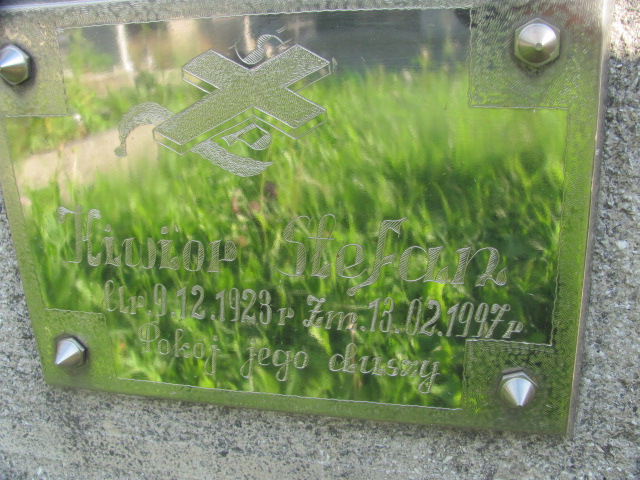 Kiwior Stefan
Ur. 9.12.1923 r Zm. 13.02.1997 r
Pokój jego duszy